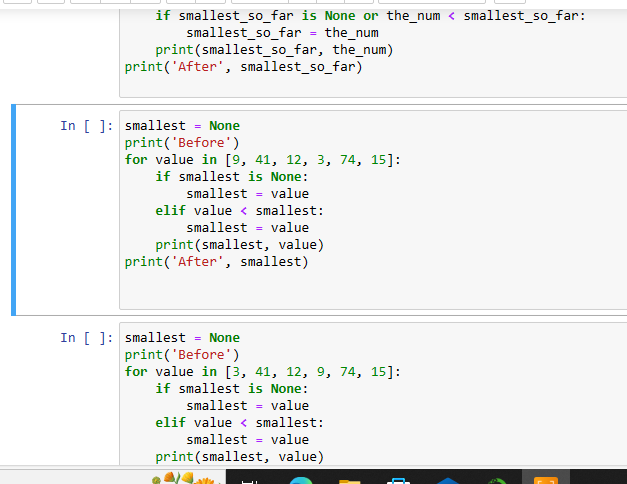 if smallest_so_far is None or the_num < smallest_so_far:
        smallest_so_far = the_num
    print(smallest_so_far, the_num)
print('After', smallest_so_far)
In [ ]: smallest = None
print('Before')
for value in [9, 41, 12, 3, 74, 15]:
    if smallest is None:
        smallest = value
    elif value < smallest:
        smallest = value
    print(smallest, value)
print('After', smallest)
In [ ]: smallest = None
print('Before')
for value in [3, 41, 12, 9, 74, 15]:
    if smallest is None:
        smallest = value
    elif value < smallest:
        smallest = value
    print(smallest, value)